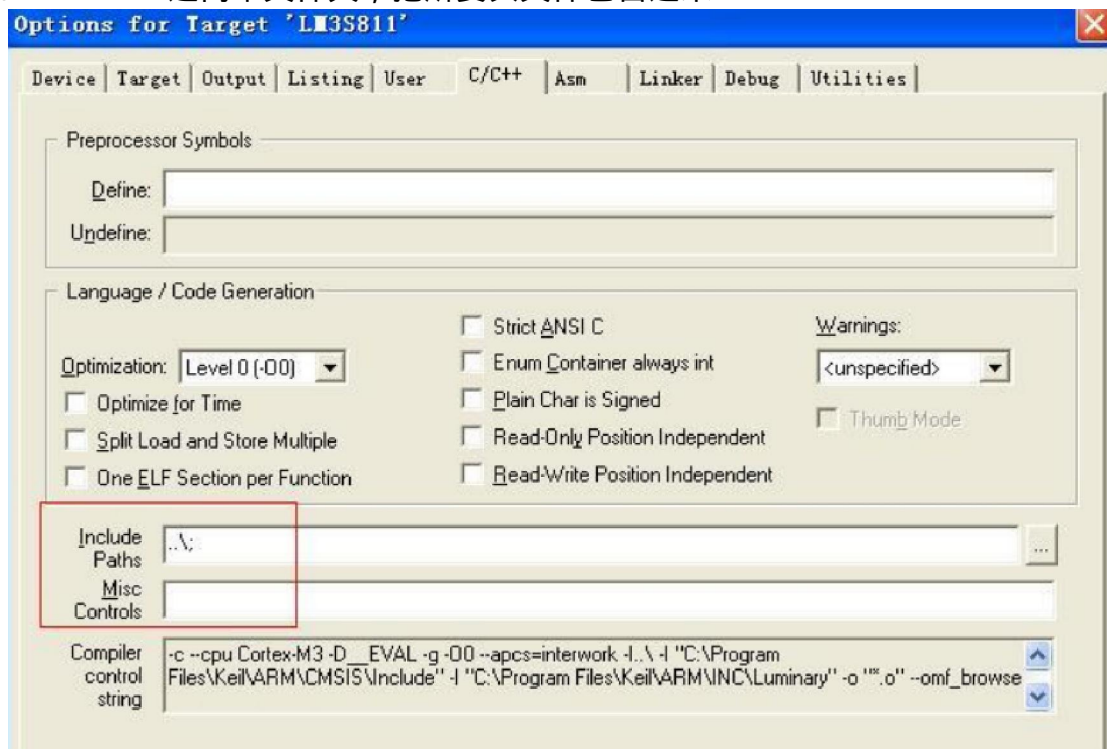 Options for Target 'LM3S811'
Device Target Output Listing User C/C++ Asm Linker Debug Utilities
Preprocessor Symbols
Define:
Undefine:
Language / Code Generation
Strict ANSI C Warnings:
Optimization: Level 0 (-O0) Enum Container always int <unspecified>
Optimize for Time Plain Char is Signed Thumb Mode
Split Load and Store Multiple Read-Only Position Independent
One ELF Section per Function Read-Write Position Independent
Include Paths ..\; ...
Misc Controls
Compiler control string -c --cpu Cortex-M3 -D__EVAL -g -O0 --apcs=interwork -I..\ -I "C:\Program
Files\Keil\ARM\CMSIS\Include" -I "C:\Program Files\Keil\ARM\INC\Luminary" -o "*.o" --omf_browse